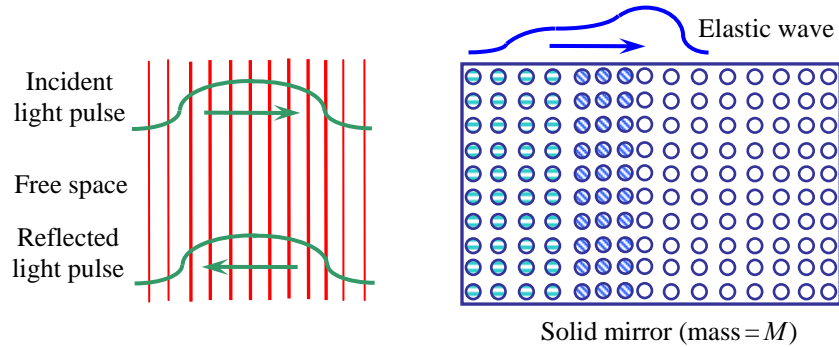 Incident
light pulse
Free space
Reflected
light pulse
Elastic wave
Solid mirror (mass = M)